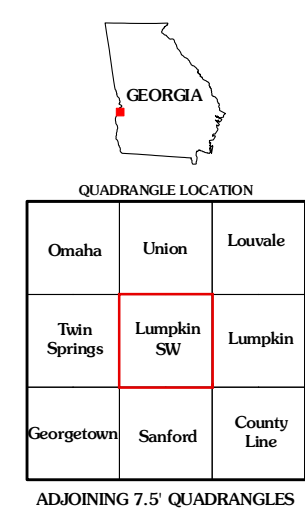 GEORGIA
QUADRANGLE LOCATION
Omaha
Union
Louvale
Twin
Springs
Lumpkin
SW
Lumpkin
Georgetown
Sanford
County
Line
ADJOINING 7.5' QUADRANGLES